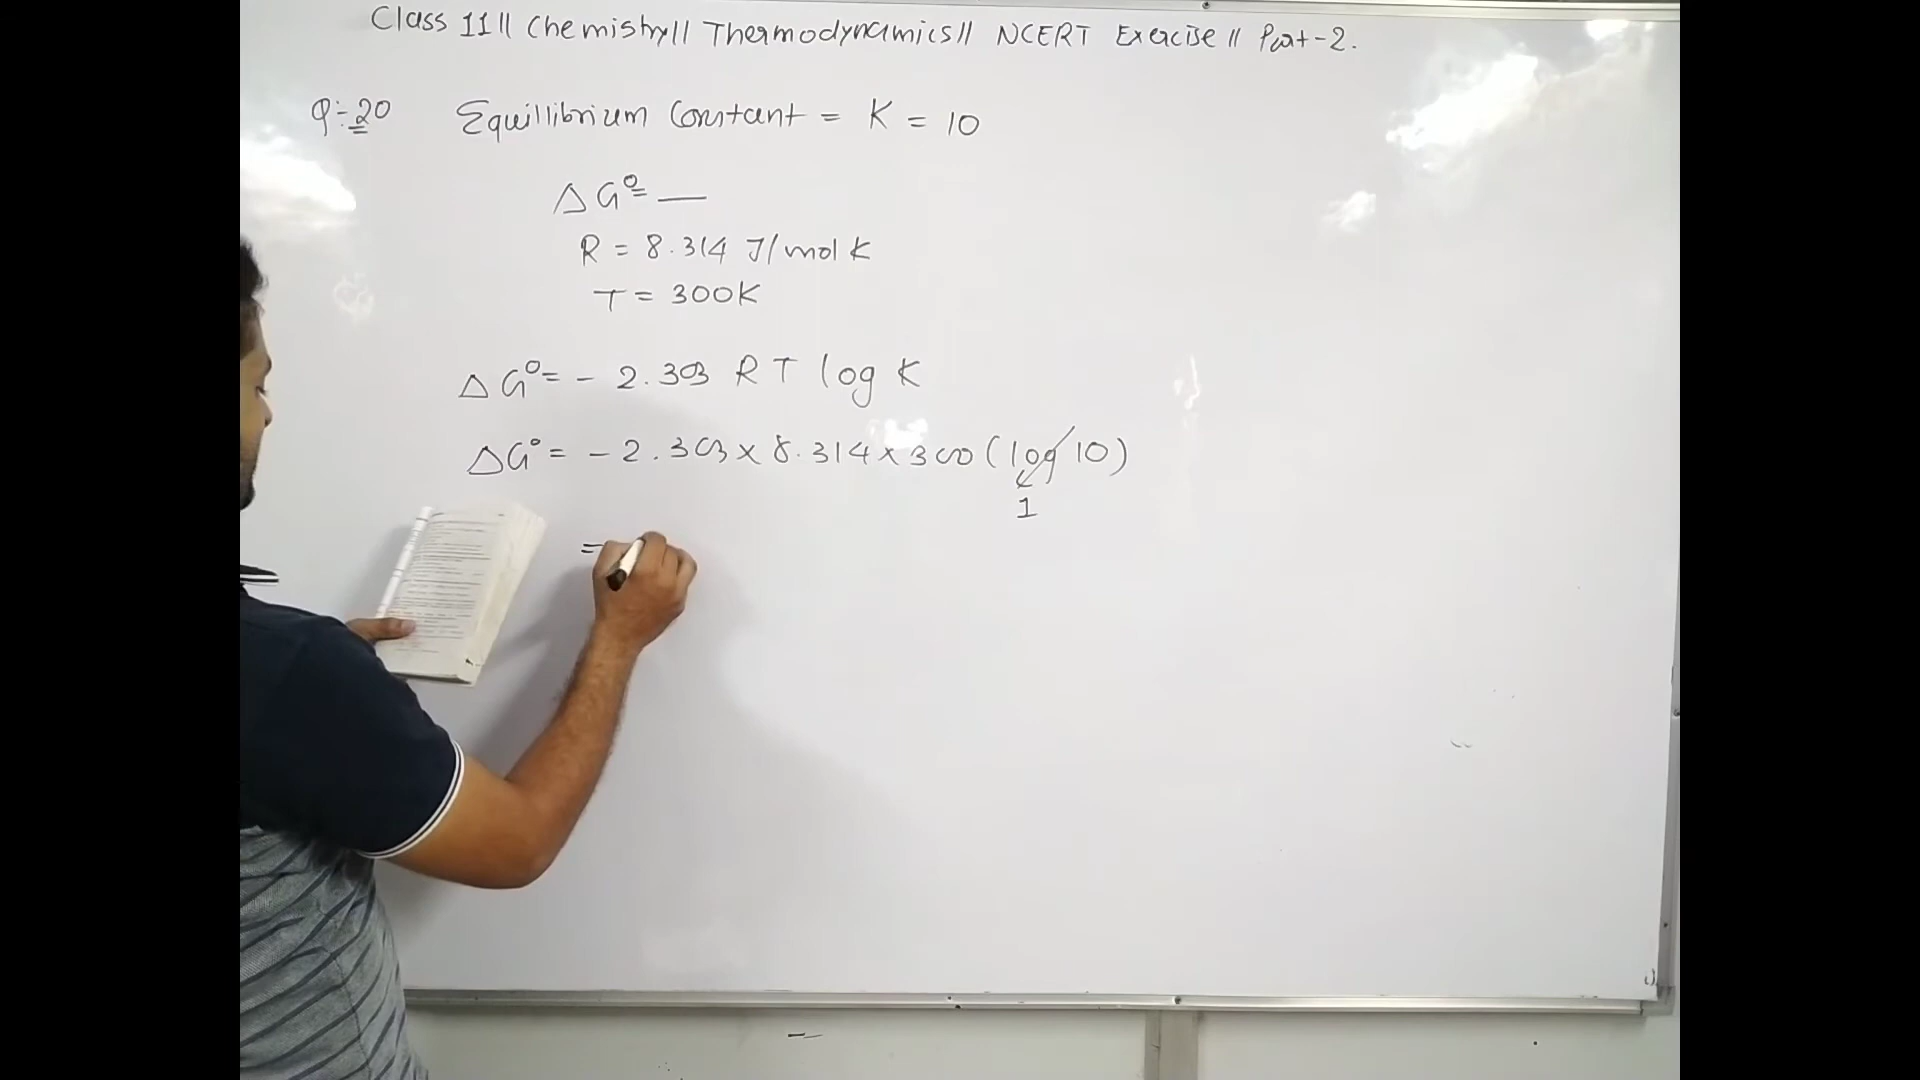 Class 11 || Chemistry || Thermodynamics || NCERT Exercise || Part-2.
Q:-20 Equillibrium Constant = K = 10
ΔG° = —
R = 8.314 J/mol K
T = 300K
ΔG° = - 2.303 R T log K
ΔG° = - 2.303 x 8.314 x 300 (log 10)
1
=